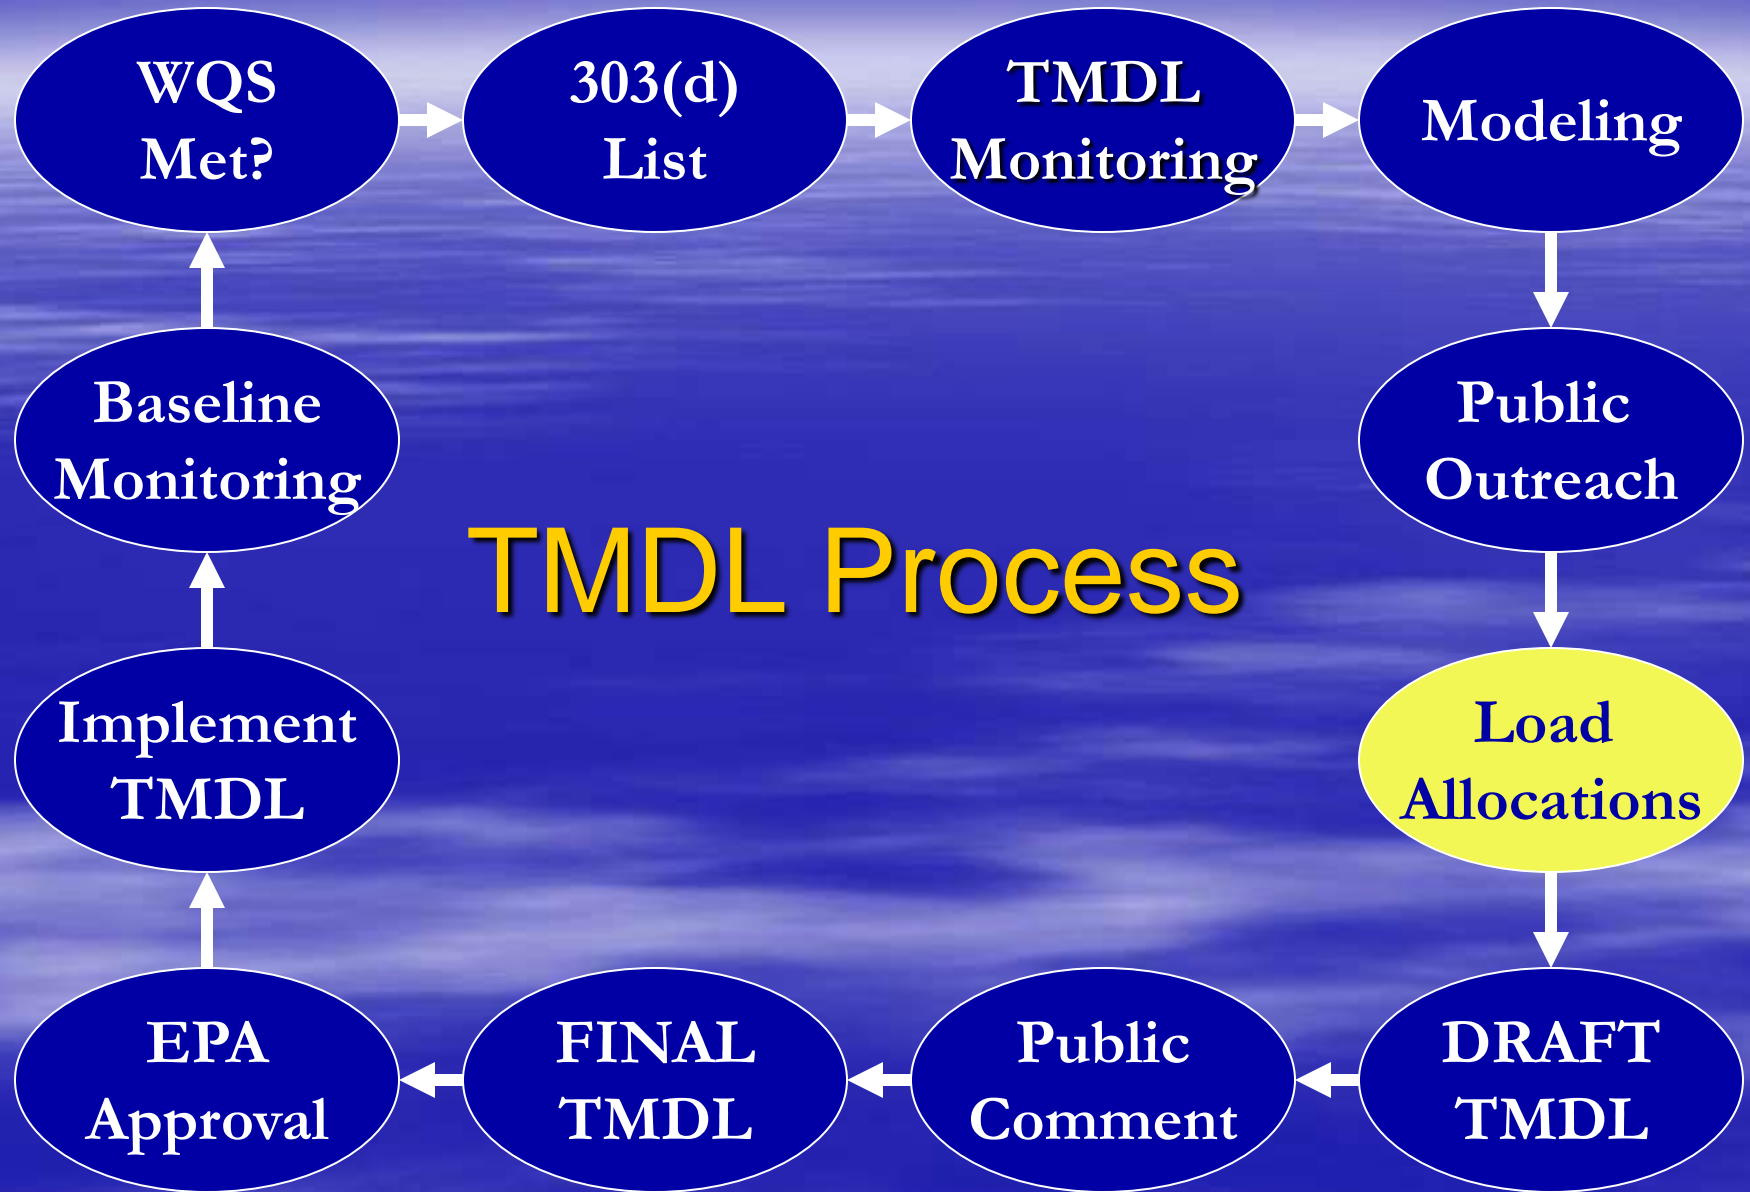 WQS
Met?
303(d)
List
TMDL
Monitoring
Modeling
Public
Outreach
Load
Allocations
DRAFT
TMDL
Public
Comment
FINAL
TMDL
EPA
Approval
Implement
TMDL
Baseline
Monitoring
TMDL Process